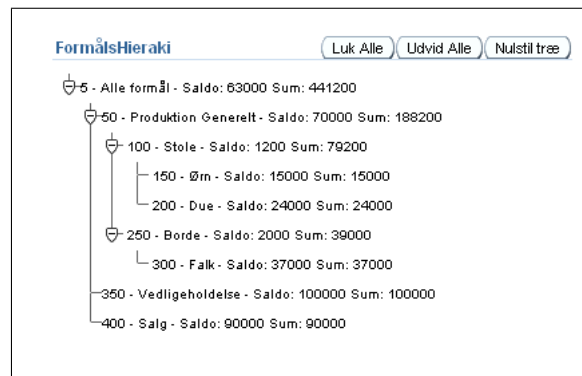 FormålsHieraki Luk Alle Udvid Alle Nulstil træ
5 - Alle formål - Saldo: 63000 Sum: 441200
50 - Produktion Generelt - Saldo: 70000 Sum: 188200
100 - Stole - Saldo: 1200 Sum: 79200
150 - Ørn - Saldo: 15000 Sum: 15000
200 - Due - Saldo: 24000 Sum: 24000
250 - Borde - Saldo: 2000 Sum: 39000
300 - Falk - Saldo: 37000 Sum: 37000
350 - Vedligeholdelse - Saldo: 100000 Sum: 100000
400 - Salg - Saldo: 90000 Sum: 90000